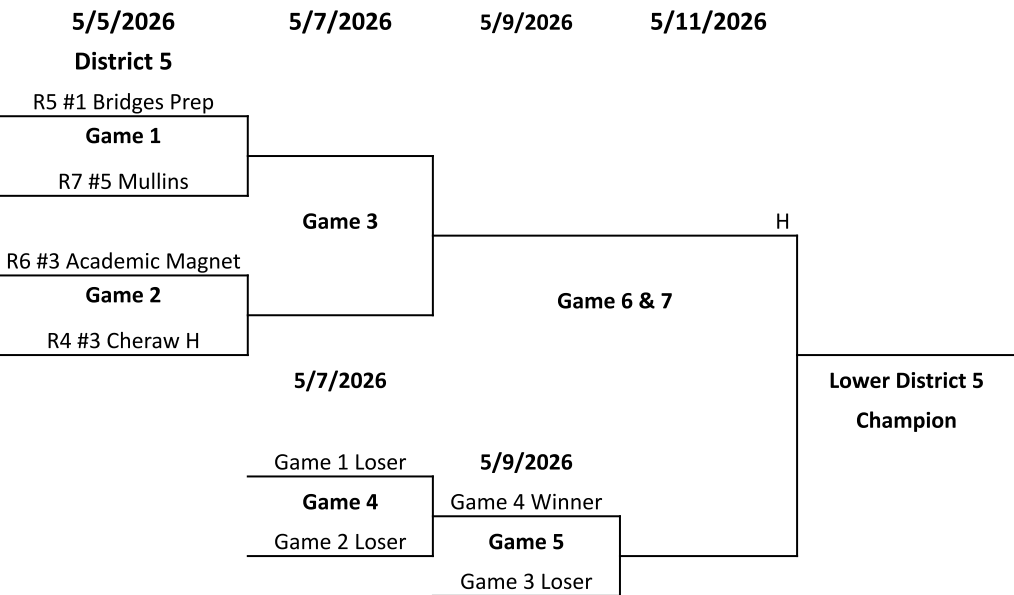 5/5/2026 5/7/2026 5/9/2026 5/11/2026
District 5
R5 #1 Bridges Prep
Game 1
R7 #5 Mullins
Game 3
H
R6 #3 Academic Magnet
Game 2
Game 6 & 7
R4 #3 Cheraw H
5/7/2026
Lower District 5
Champion
Game 1 Loser
5/9/2026
Game 4
Game 4 Winner
Game 2 Loser
Game 5
Game 3 Loser